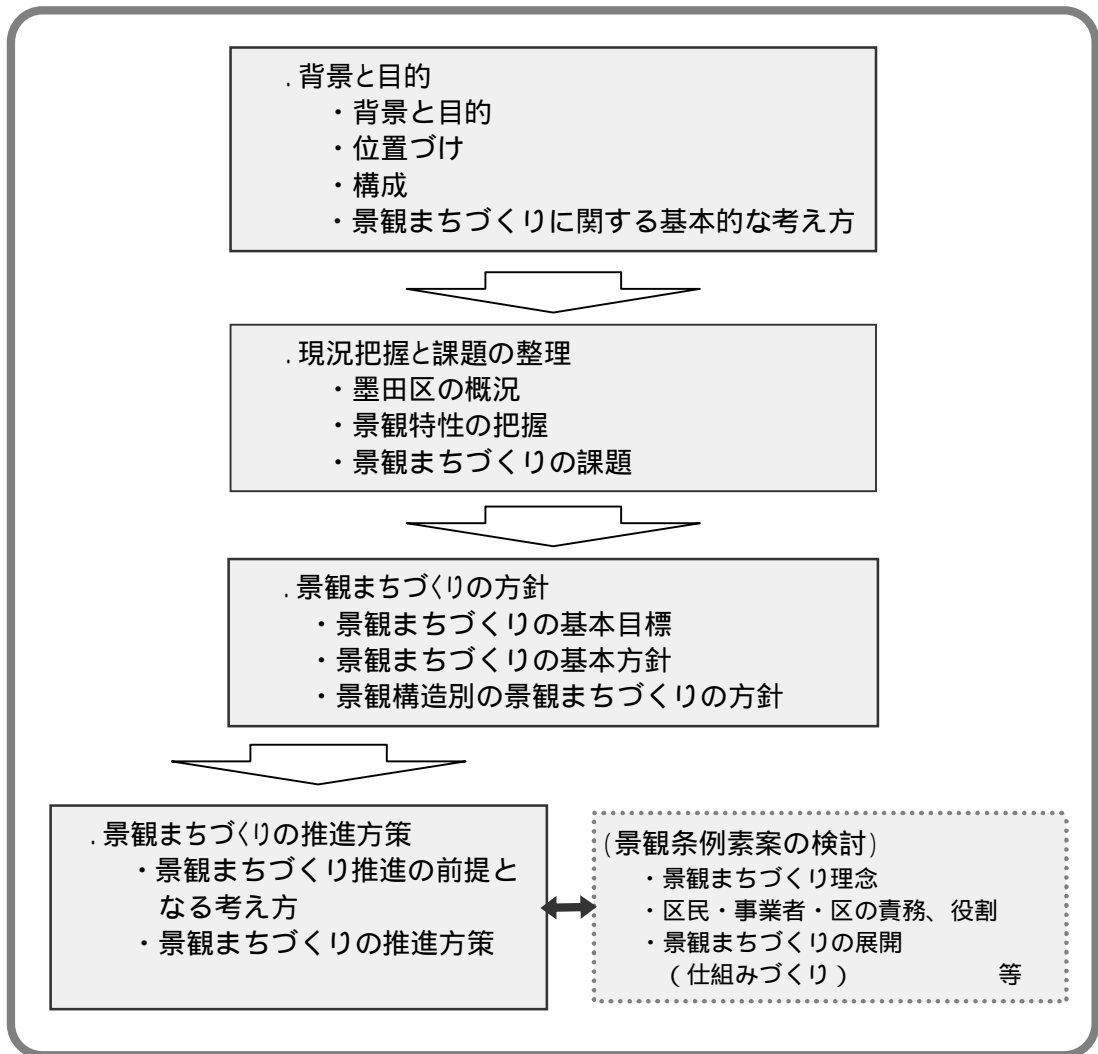 .背景と目的
・背景と目的
・位置づけ
・構成
・景観まちづくりに関する基本的な考え方
.現況把握と課題の整理
・墨田区の概況
・景観特性の把握
・景観まちづくりの課題
.景観まちづくりの方針
・景観まちづくりの基本目標
・景観まちづくりの基本方針
・景観構造別の景観まちづくりの方針
.景観まちづくりの推進方策
・景観まちづくり推進の前提と
なる考え方
・景観まちづくりの推進方策
(景観条例素案の検討)
・景観まちづくり理念
・区民・事業者・区の責務、役割
・景観まちづくりの展開
(仕組みづくり) 等